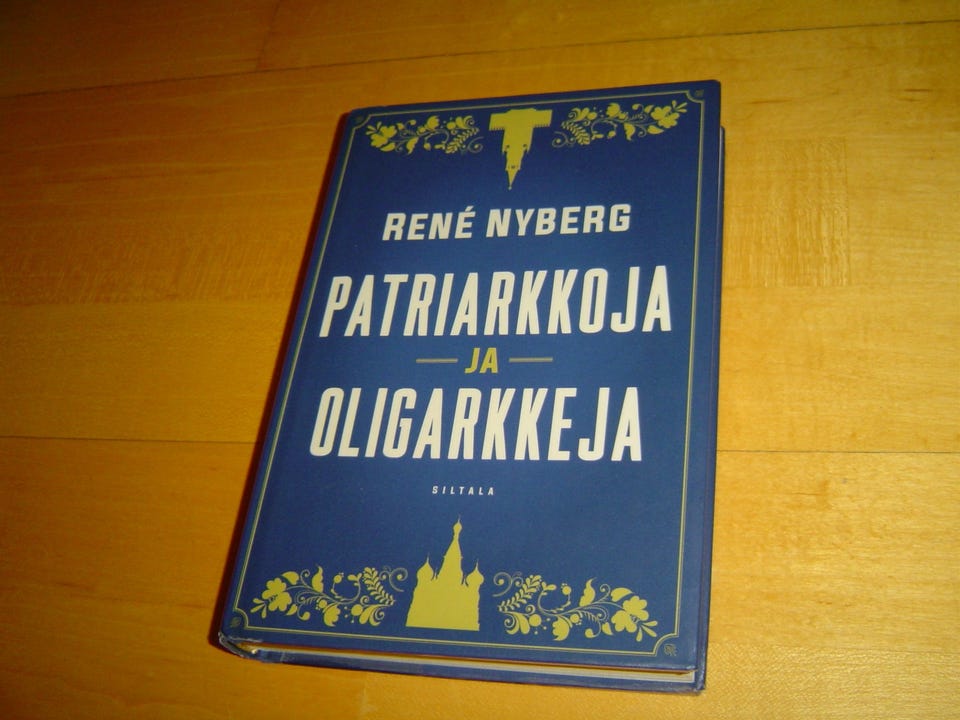 RENÉ NYBERG
PATRIARKKOJA
JA
OLIGARKKEJA
SILTALA